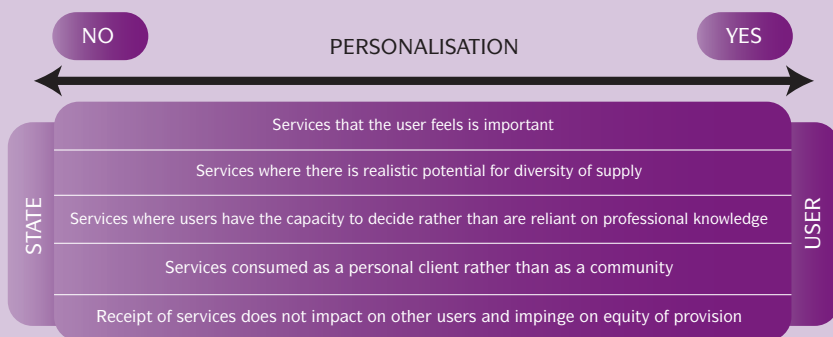 NO
PERSONALISATION
YES
Services that the user feels is important
Services where there is realistic potential for diversity of supply
STATE
Services where users have the capacity to decide rather than are reliant on professional knowledge
USER
Services consumed as a personal client rather than as a community
Receipt of services does not impact on other users and impinge on equity of provision